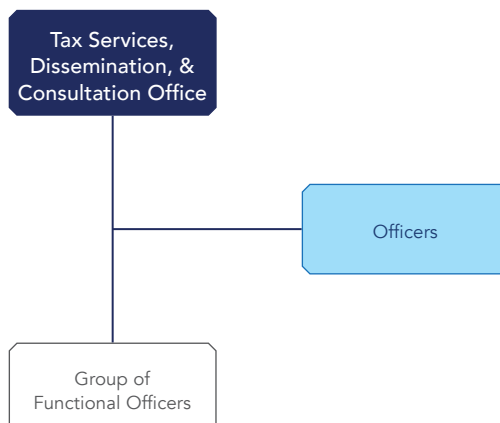 Tax Services,
Dissemination, &
Consultation Office
Officers
Group of
Functional Officers